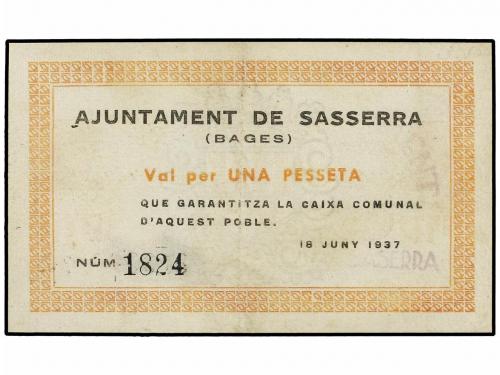 AJUNTAMENT DE SASSERRA
(BAGES)
Val per UNA PESSETA
QUE GARANTITZA LA CAIXA COMUNAL
D'AQUEST POBLE.
18 JUNY 1937
NÚM. 1824
SERRA